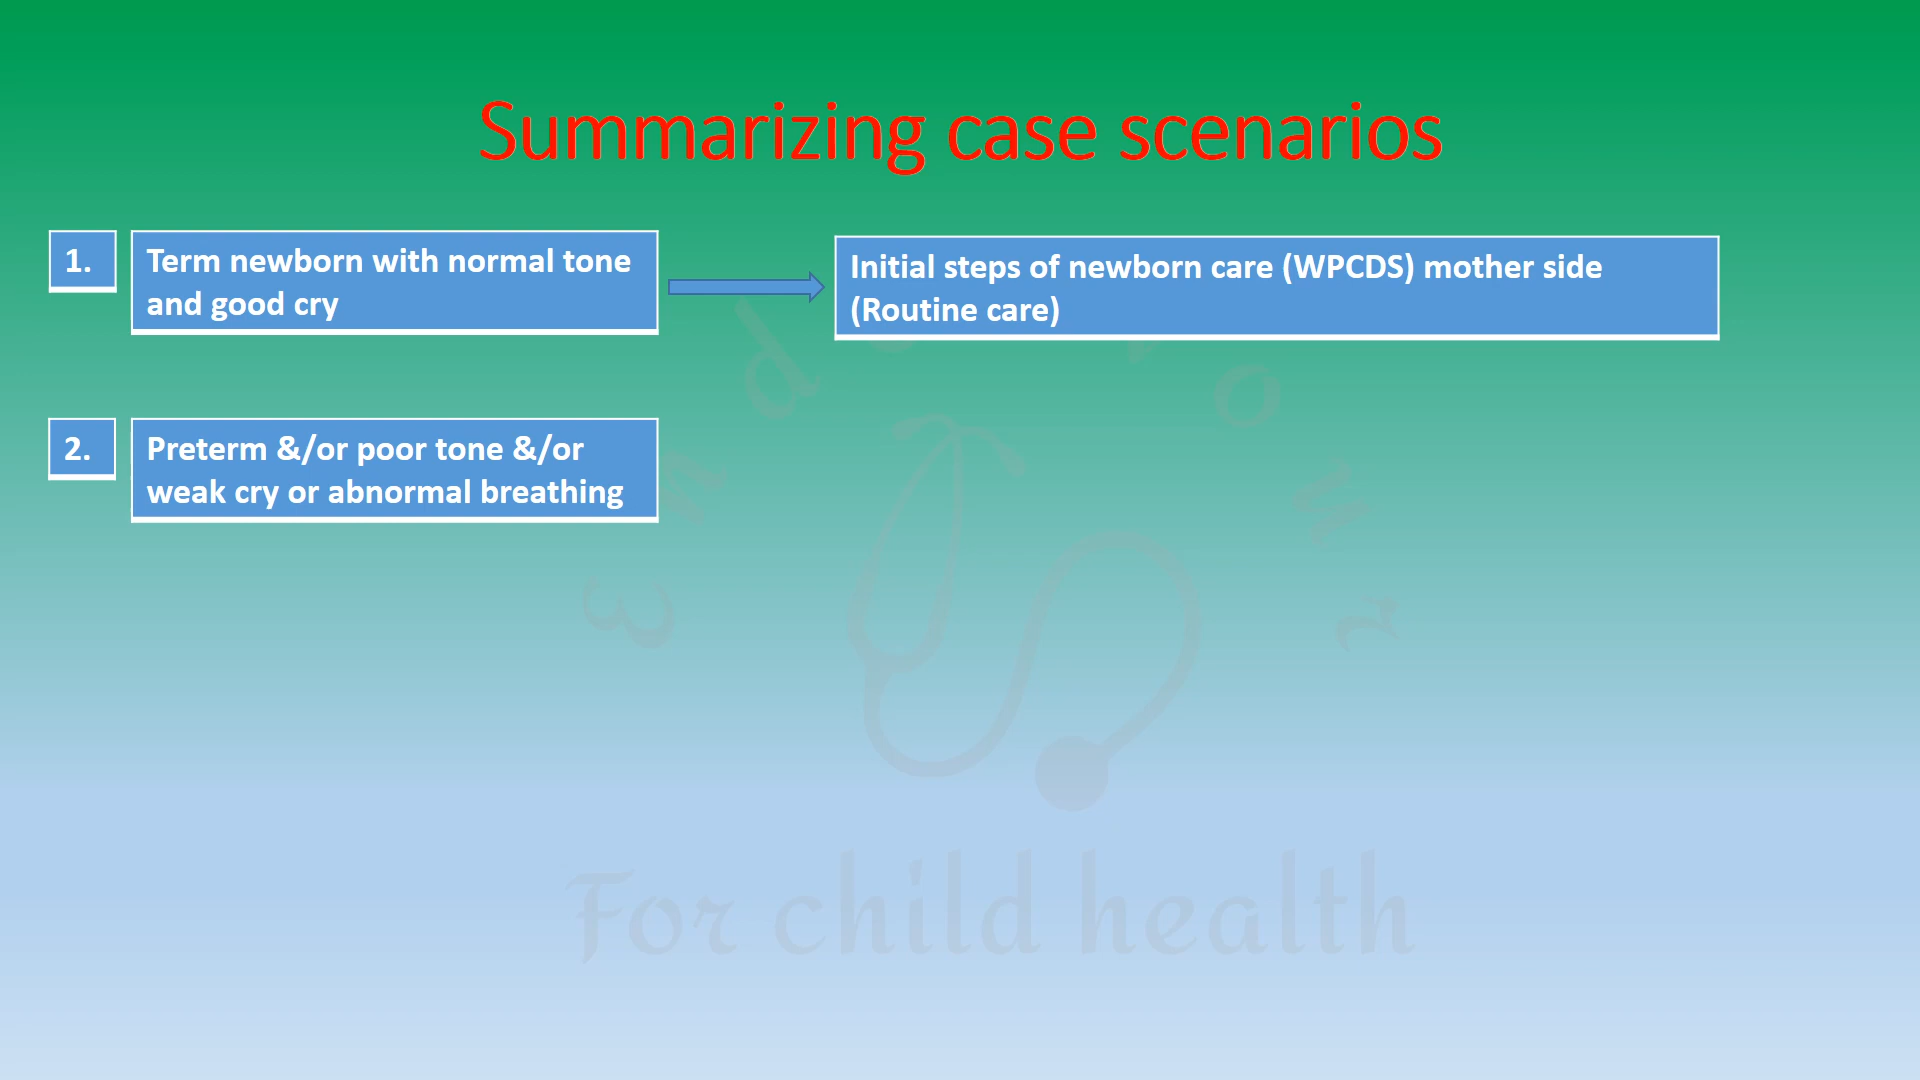 Summarizing case scenarios
1.
Term newborn with normal tone
and good cry
Initial steps of newborn care (WPCDS) mother side
(Routine care)
2.
Preterm &/or poor tone &/or
weak cry or abnormal breathing
For child health